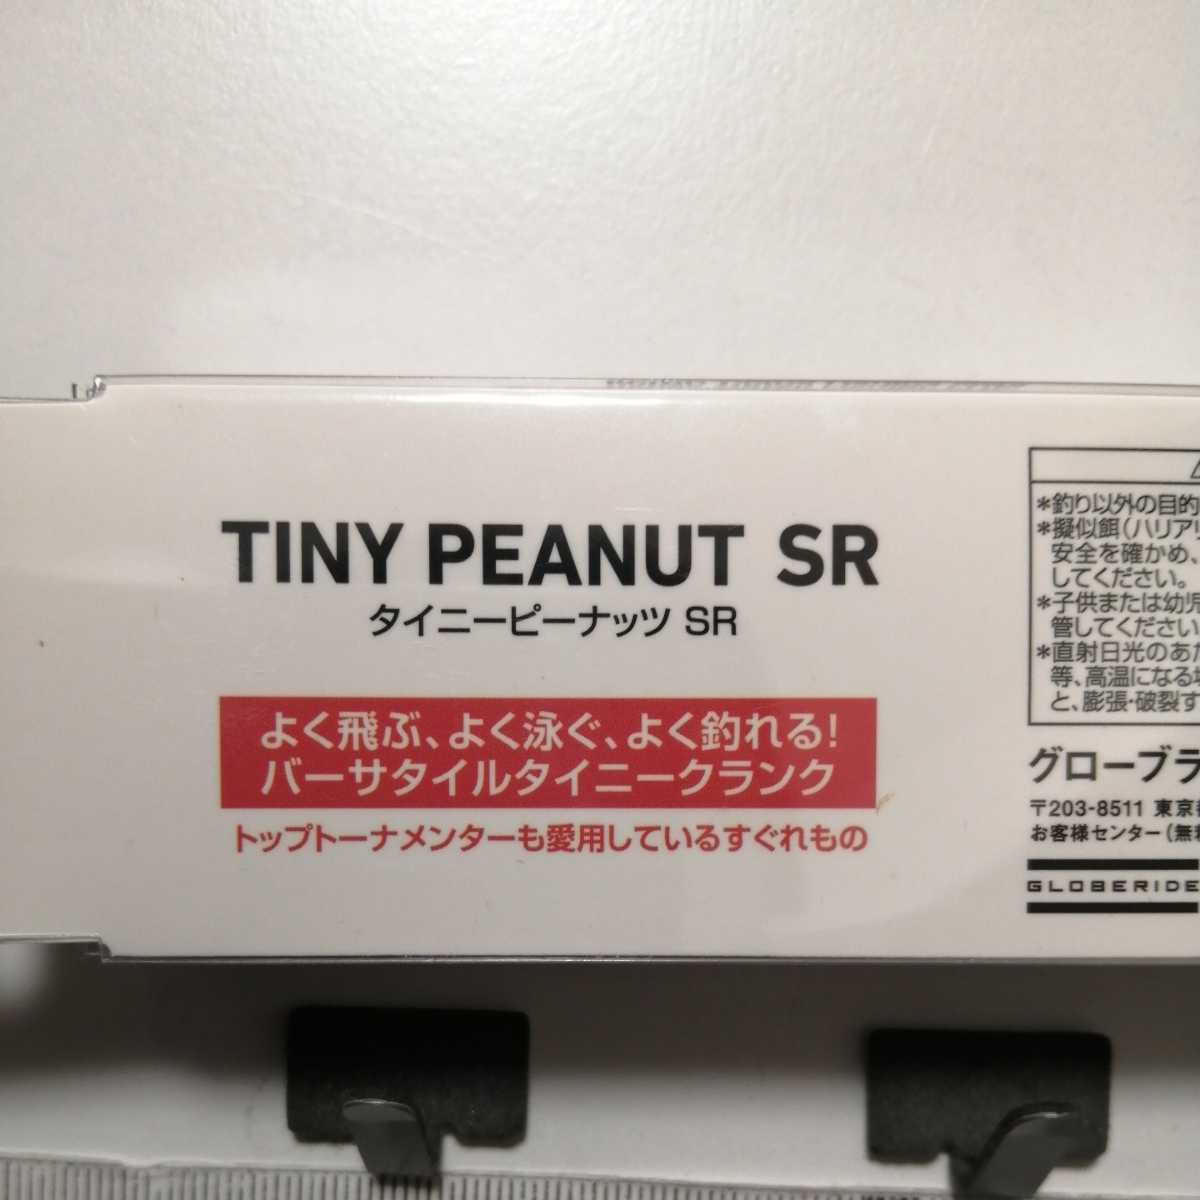 TINY PEANUT SR
タイニーピーナッツ SR
よく飛ぶ、よく泳ぐ、よく釣れる!
バーサタイルタイニークランク
トップトーナメンターも愛用しているすぐれもの
*釣り以外の目的
*擬似餌(ハリアリ
安全を確かめ、
してください。
*子供または幼児
管してください
*直射日光のあた
等、高温になる場
と、膨張・破裂す
グローブラ
〒203-8511 東京都
お客様センター(無料
GLOBERIDE